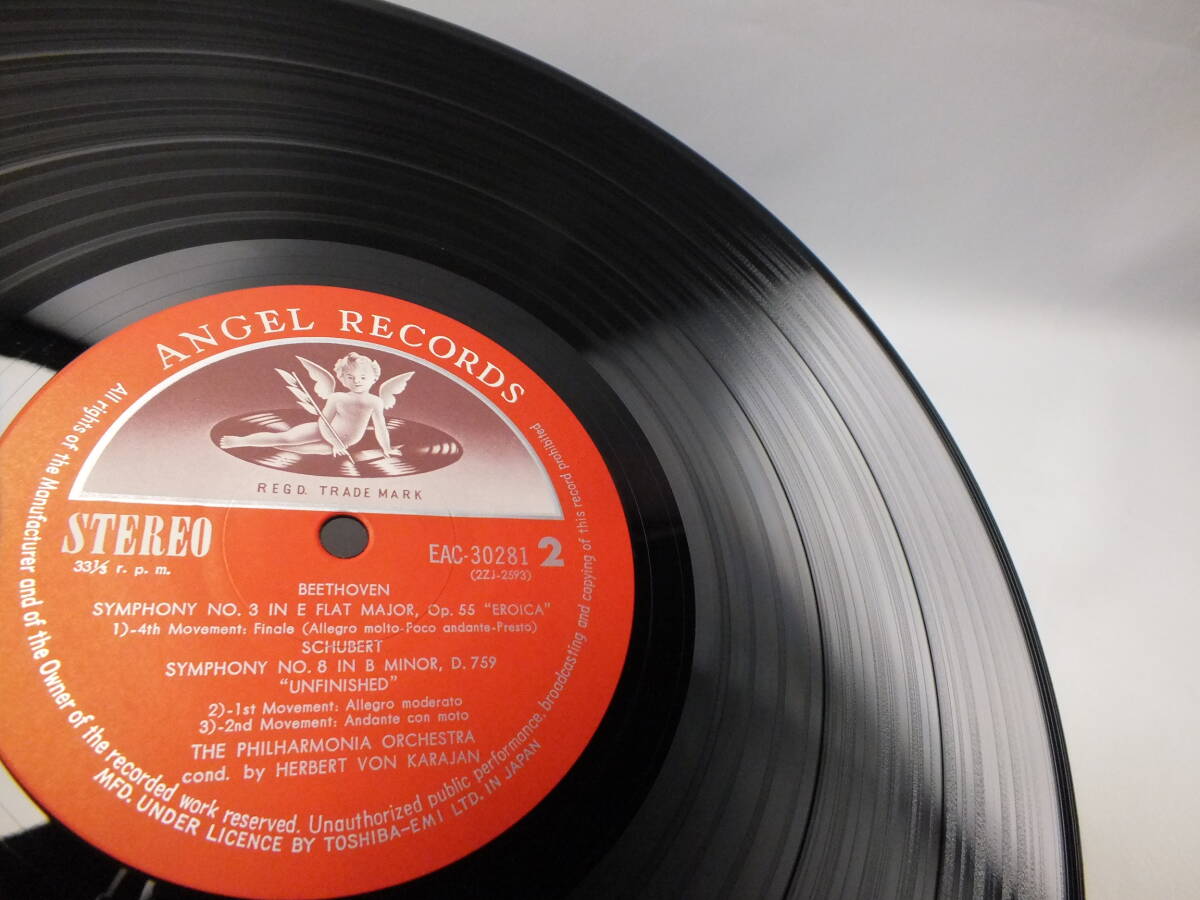 ANGEL RECORDS
REGD. TRADE MARK
STEREO
33⅓ r. p. m.
EAC-30281 2
(2ZJ-2593)
BEETHOVEN
SYMPHONY NO. 3 IN E FLAT MAJOR, Op. 55 "EROICA"
1)-4th Movement: Finale (Allegro molto-Poco andante-Presto)
SCHUBERT
SYMPHONY NO. 8 IN B MINOR, D. 759
"UNFINISHED"
2)-1st Movement: Allegro moderato
3)-2nd Movement: Andante con moto
THE PHILHARMONIA ORCHESTRA
cond. by HERBERT VON KARAJAN
All rights of the Manufacturer and of the Owner of the recorded work reserved. Unauthorized public performance, broadcasting and copying of this record prohibited
MFD. UNDER LICENCE BY TOSHIBA-EMI LTD. IN JAPAN